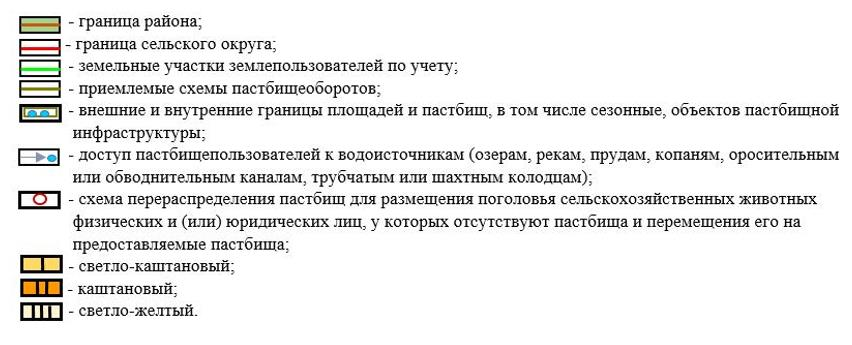 - граница района;
- граница сельского округа;
- земельные участки землепользователей по учету;
- приемлемые схемы пастбищеоборотов;
- внешние и внутренние границы площадей и пастбищ, в том числе сезонные, объектов пастбищной
инфраструктуры;
- доступ пастбищепользователей к водоисточникам (озерам, рекам, прудам, копаням, оросительным
или обводнительным каналам, трубчатым или шахтным колодцам);
- схема перераспределения пастбищ для размещения поголовья сельскохозяйственных животных
физических и (или) юридических лиц, у которых отсутствуют пастбища и перемещения его на
предоставляемые пастбища;
- светло-каштановый;
- каштановый;
- светло-желтый.